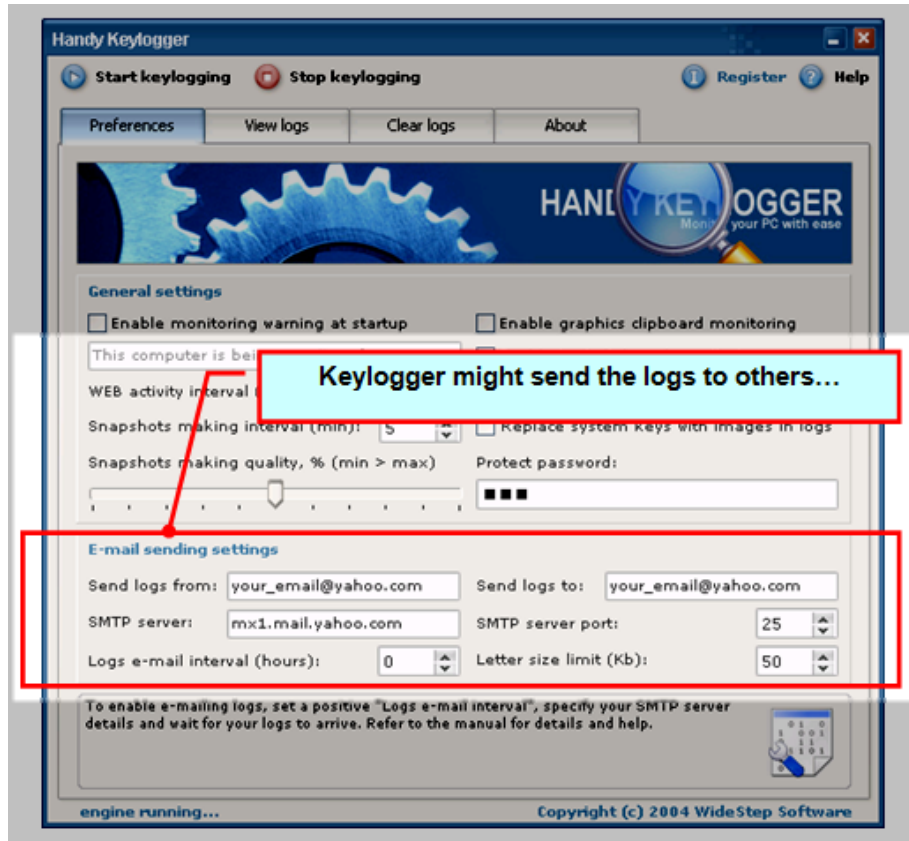 Handy Keylogger
Start keylogging Stop keylogging Register Help
Preferences View logs Clear logs About
HANDY KEYLOGGER
Monitor your PC with ease
General settings
Enable monitoring warning at startup Enable graphics clipboard monitoring
This computer is bei
Keylogger might send the logs to others...
WEB activity interval
Snapshots making interval (min): 5 Replace system keys with images in logs
Snapshots making quality, % (min > max) Protect password:
E-mail sending settings
Send logs from: your_email@yahoo.com Send logs to: your_email@yahoo.com
SMTP server: mx1.mail.yahoo.com SMTP server port: 25
Logs e-mail interval (hours): 0 Letter size limit (Kb): 50
To enable e-mailing logs, set a positive "Logs e-mail interval", specify your SMTP server
details and wait for your logs to arrive. Refer to the manual for details and help.
engine running... Copyright (c) 2004 WideStep Software